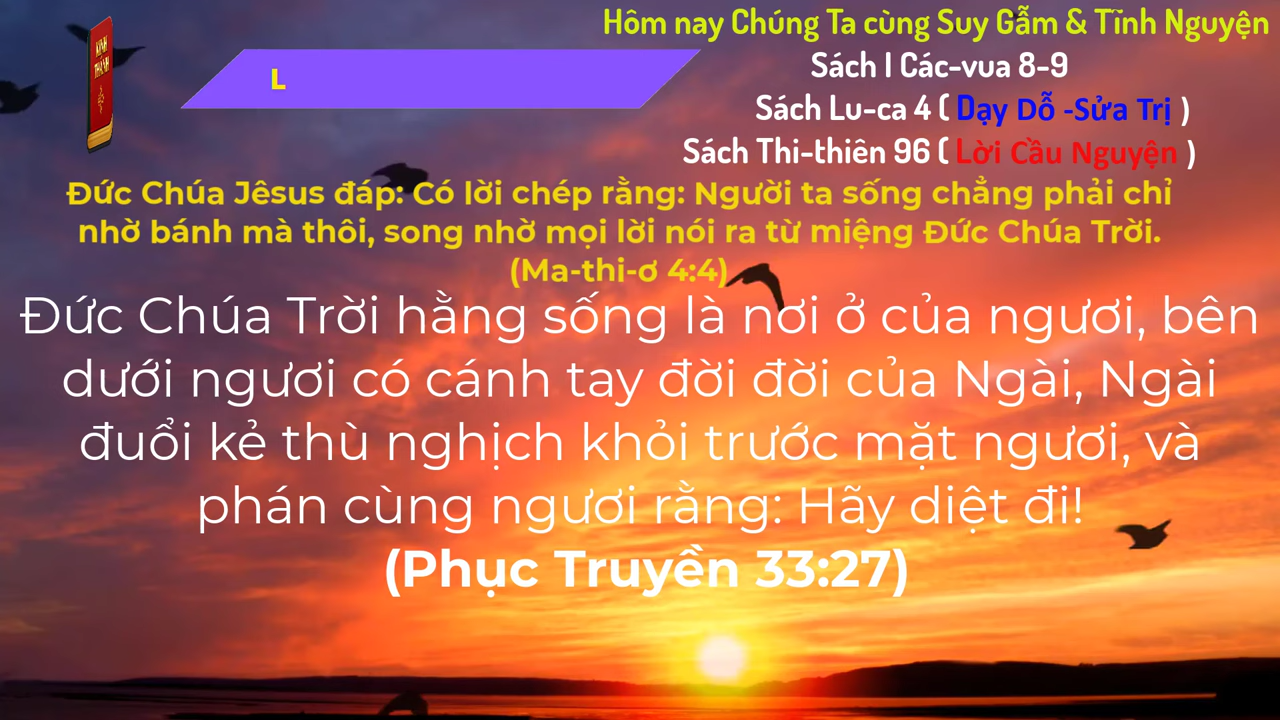 Hôm nay Chúng Ta cùng Suy Gẫm & Tĩnh Nguyện
Sách I Các-vua 8-9
Sách Lu-ca 4 ( Dạy Dỗ -Sửa Trị )
Sách Thi-thiên 96 ( Lời Cầu Nguyện )
KINH
THÁNH
L
Đức Chúa Jêsus đáp: Có lời chép rằng: Người ta sống chẳng phải chỉ
nhờ bánh mà thôi, song nhờ mọi lời nói ra từ miệng Đức Chúa Trời.
(Ma-thi-ơ 4:4)
Đức Chúa Trời hằng sống là nơi ở của ngươi, bên
dưới ngươi có cánh tay đời đời của Ngài, Ngài
đuổi kẻ thù nghịch khỏi trước mặt ngươi, và
phán cùng ngươi rằng: Hãy diệt đi!
(Phục Truyền 33:27)